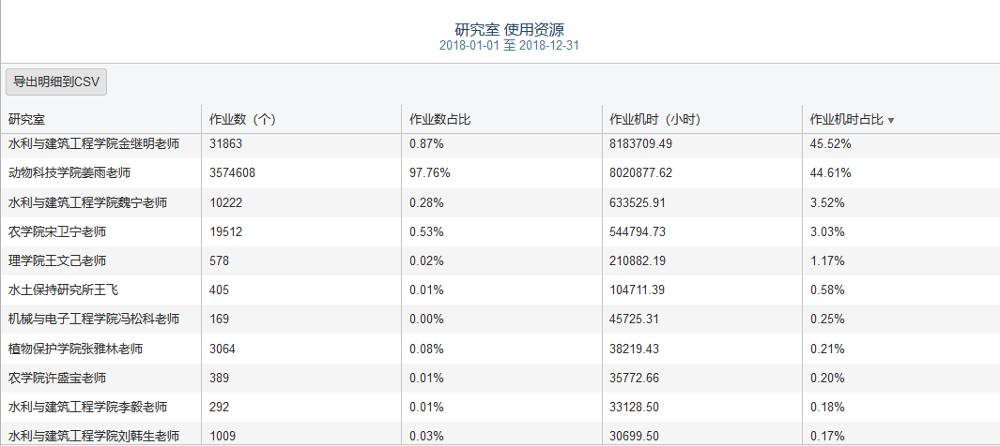 研究室 使用资源
2018-01-01 至 2018-12-31
导出明细到CSV
研究室 作业数（个） 作业数占比 作业机时（小时） 作业机时占比
水利与建筑工程学院金继明老师 31863 0.87% 8183709.49 45.52%
动物科技学院姜雨老师 3574608 97.76% 8020877.62 44.61%
水利与建筑工程学院魏宁老师 10222 0.28% 633525.91 3.52%
农学院宋卫宁老师 19512 0.53% 544794.73 3.03%
理学院王文己老师 578 0.02% 210882.19 1.17%
水土保持研究所王飞 405 0.01% 104711.39 0.58%
机械与电子工程学院冯松科老师 169 0.00% 45725.31 0.25%
植物保护学院张雅林老师 3064 0.08% 38219.43 0.21%
农学院许盛宝老师 389 0.01% 35772.66 0.20%
水利与建筑工程学院李毅老师 292 0.01% 33128.50 0.18%
水利与建筑工程学院刘韩生老师 1009 0.03% 30699.50 0.17%